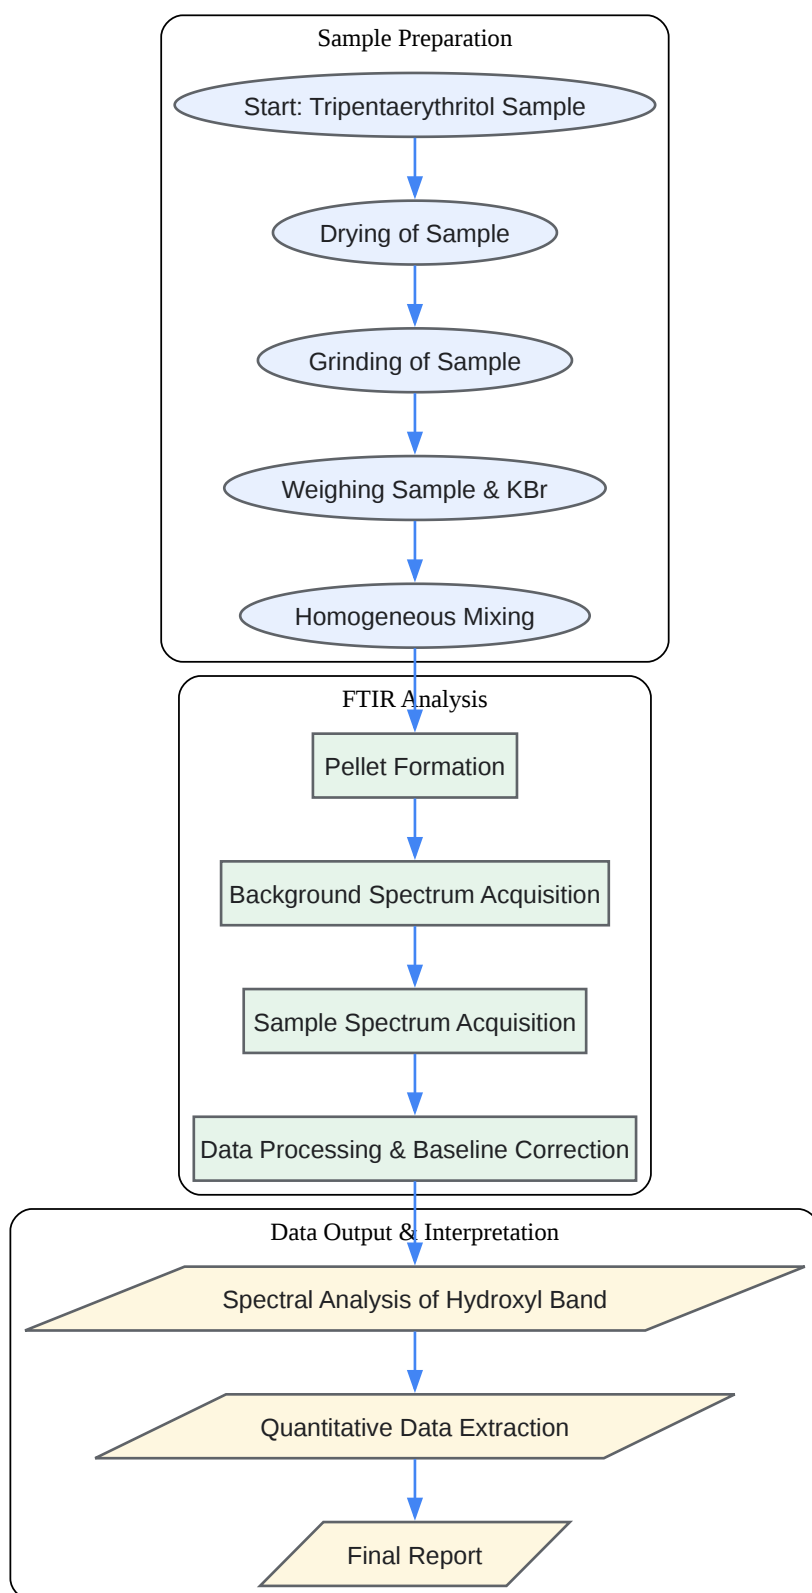 Sample Preparation
Start: Tripentaerythritol Sample
Drying of Sample
Grinding of Sample
Weighing Sample & KBr
Homogeneous Mixing
FTIR Analysis
Pellet Formation
Background Spectrum Acquisition
Sample Spectrum Acquisition
Data Processing & Baseline Correction
Data Output & Interpretation
Spectral Analysis of Hydroxyl Band
Quantitative Data Extraction
Final Report